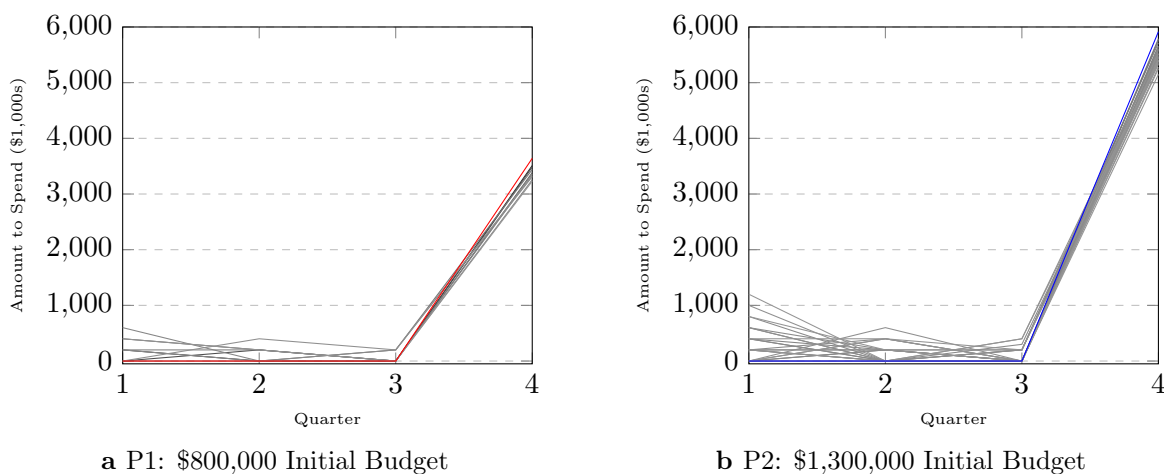 6,000
5,000
4,000
3,000
2,000
1,000
0
1 2 3 4
Amount to Spend ($1,000s)
Quarter
a P1: $800,000 Initial Budget
6,000
5,000
4,000
3,000
2,000
1,000
0
1 2 3 4
Amount to Spend ($1,000s)
Quarter
b P2: $1,300,000 Initial Budget